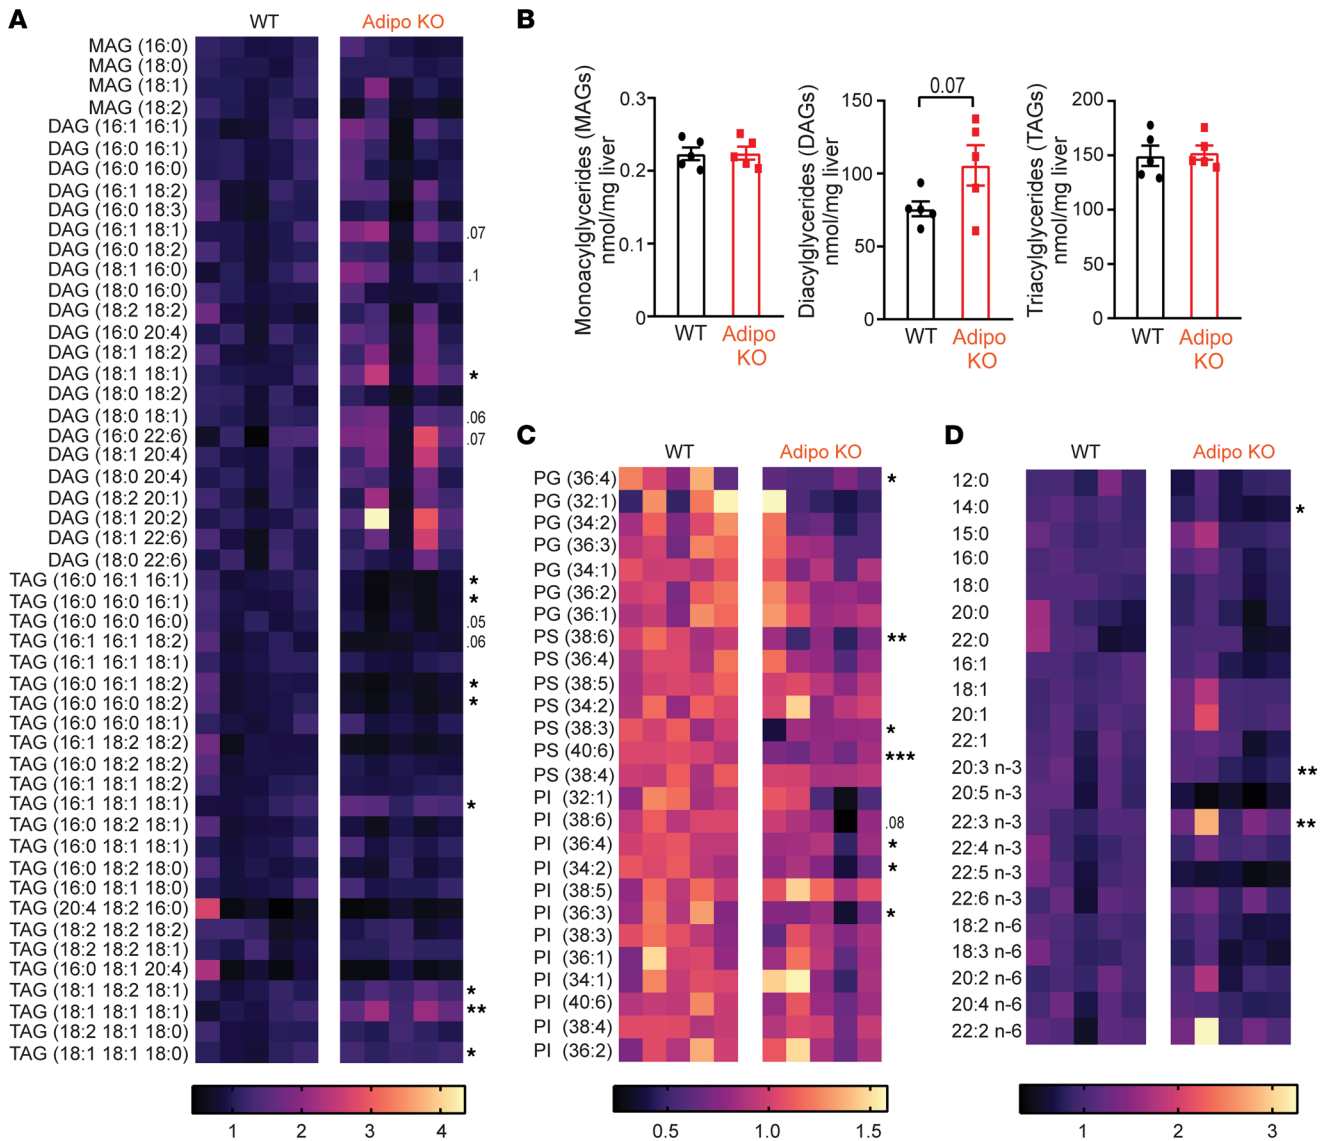 A
WT
Adipo KO
MAG (16:0)
MAG (18:0)
MAG (18:1)
MAG (18:2)
DAG (16:1 16:1)
DAG (16:0 16:1)
DAG (16:0 16:0)
DAG (16:1 18:2)
DAG (16:0 18:3)
DAG (16:1 18:1)
.07
DAG (16:0 18:2)
DAG (18:1 16:0)
.1
DAG (18:0 16:0)
DAG (18:2 18:2)
DAG (16:0 20:4)
DAG (18:1 18:2)
DAG (18:1 18:1)
*
DAG (18:0 18:2)
DAG (18:0 18:1)
.06
DAG (16:0 22:6)
.07
DAG (18:1 20:4)
DAG (18:0 20:4)
DAG (18:2 20:1)
DAG (18:1 20:2)
DAG (18:1 22:6)
DAG (18:0 22:6)
TAG (16:0 16:1 16:1)
*
TAG (16:0 16:0 16:1)
*
TAG (16:0 16:0 16:0)
.05
TAG (16:1 16:1 18:2)
.06
TAG (16:1 16:1 18:1)
TAG (16:0 16:1 18:2)
*
TAG (16:0 16:0 18:2)
*
TAG (16:0 16:0 18:1)
TAG (16:1 18:2 18:2)
TAG (16:0 18:2 18:2)
TAG (16:1 18:1 18:2)
TAG (16:1 18:1 18:1)
*
TAG (16:0 18:2 18:1)
TAG (16:0 18:1 18:1)
TAG (16:0 18:2 18:0)
TAG (16:0 18:1 18:0)
TAG (20:4 18:2 16:0)
TAG (18:2 18:2 18:2)
TAG (18:2 18:2 18:1)
TAG (16:0 18:1 20:4)
TAG (18:1 18:2 18:1)
*
TAG (18:1 18:1 18:1)
**
TAG (18:2 18:1 18:0)
TAG (18:1 18:1 18:0)
*
1 2 3 4
B
Monoacylglycerides (MAGs)
nmol/mg liver
0.3
0.2
0.1
0
WT
Adipo
KO
Diacylglycerides (DAGs)
nmol/mg liver
0.07
150
100
50
0
WT
Adipo
KO
Triacylglycerides (TAGs)
nmol/mg liver
200
150
100
50
0
WT
Adipo
KO
C
WT
Adipo KO
PG (36:4)
*
PG (32:1)
PG (34:2)
PG (36:3)
PG (34:1)
PG (36:2)
PG (36:1)
PS (38:6)
**
PS (36:4)
PS (38:5)
PS (34:2)
PS (38:3)
*
PS (40:6)
***
PS (38:4)
PI (32:1)
PI (38:6)
.08
PI (36:4)
*
PI (34:2)
*
PI (38:5)
PI (36:3)
*
PI (38:3)
PI (36:1)
PI (34:1)
PI (40:6)
PI (38:4)
PI (36:2)
0.5 1.0 1.5
D
WT
Adipo KO
12:0
14:0
*
15:0
16:0
18:0
20:0
22:0
16:1
18:1
20:1
22:1
20:3 n-3
**
20:5 n-3
22:3 n-3
**
22:4 n-3
22:5 n-3
22:6 n-3
18:2 n-6
18:3 n-6
20:2 n-6
20:4 n-6
22:2 n-6
1 2 3